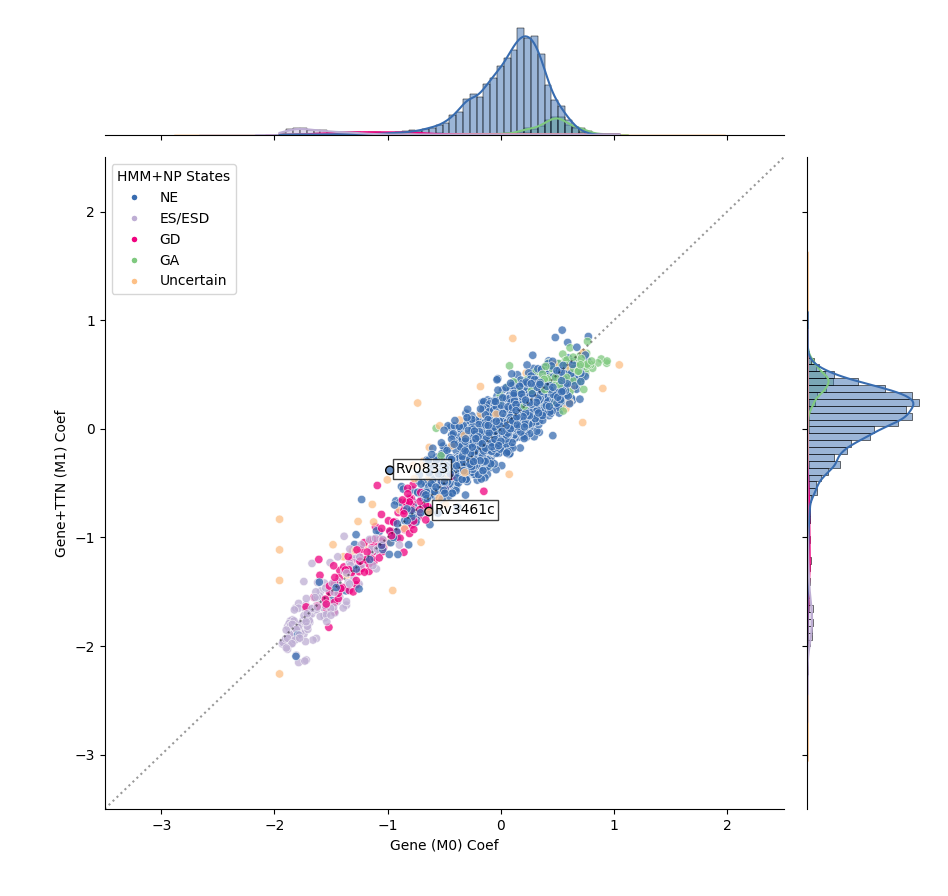 HMM+NP States
NE
ES/ESD
GD
GA
Uncertain
2
1
0
−1
−2
−3
Gene+TTN (M1) Coef
Rv0833
Rv3461c
−3
−2
−1
0
1
2
Gene (M0) Coef